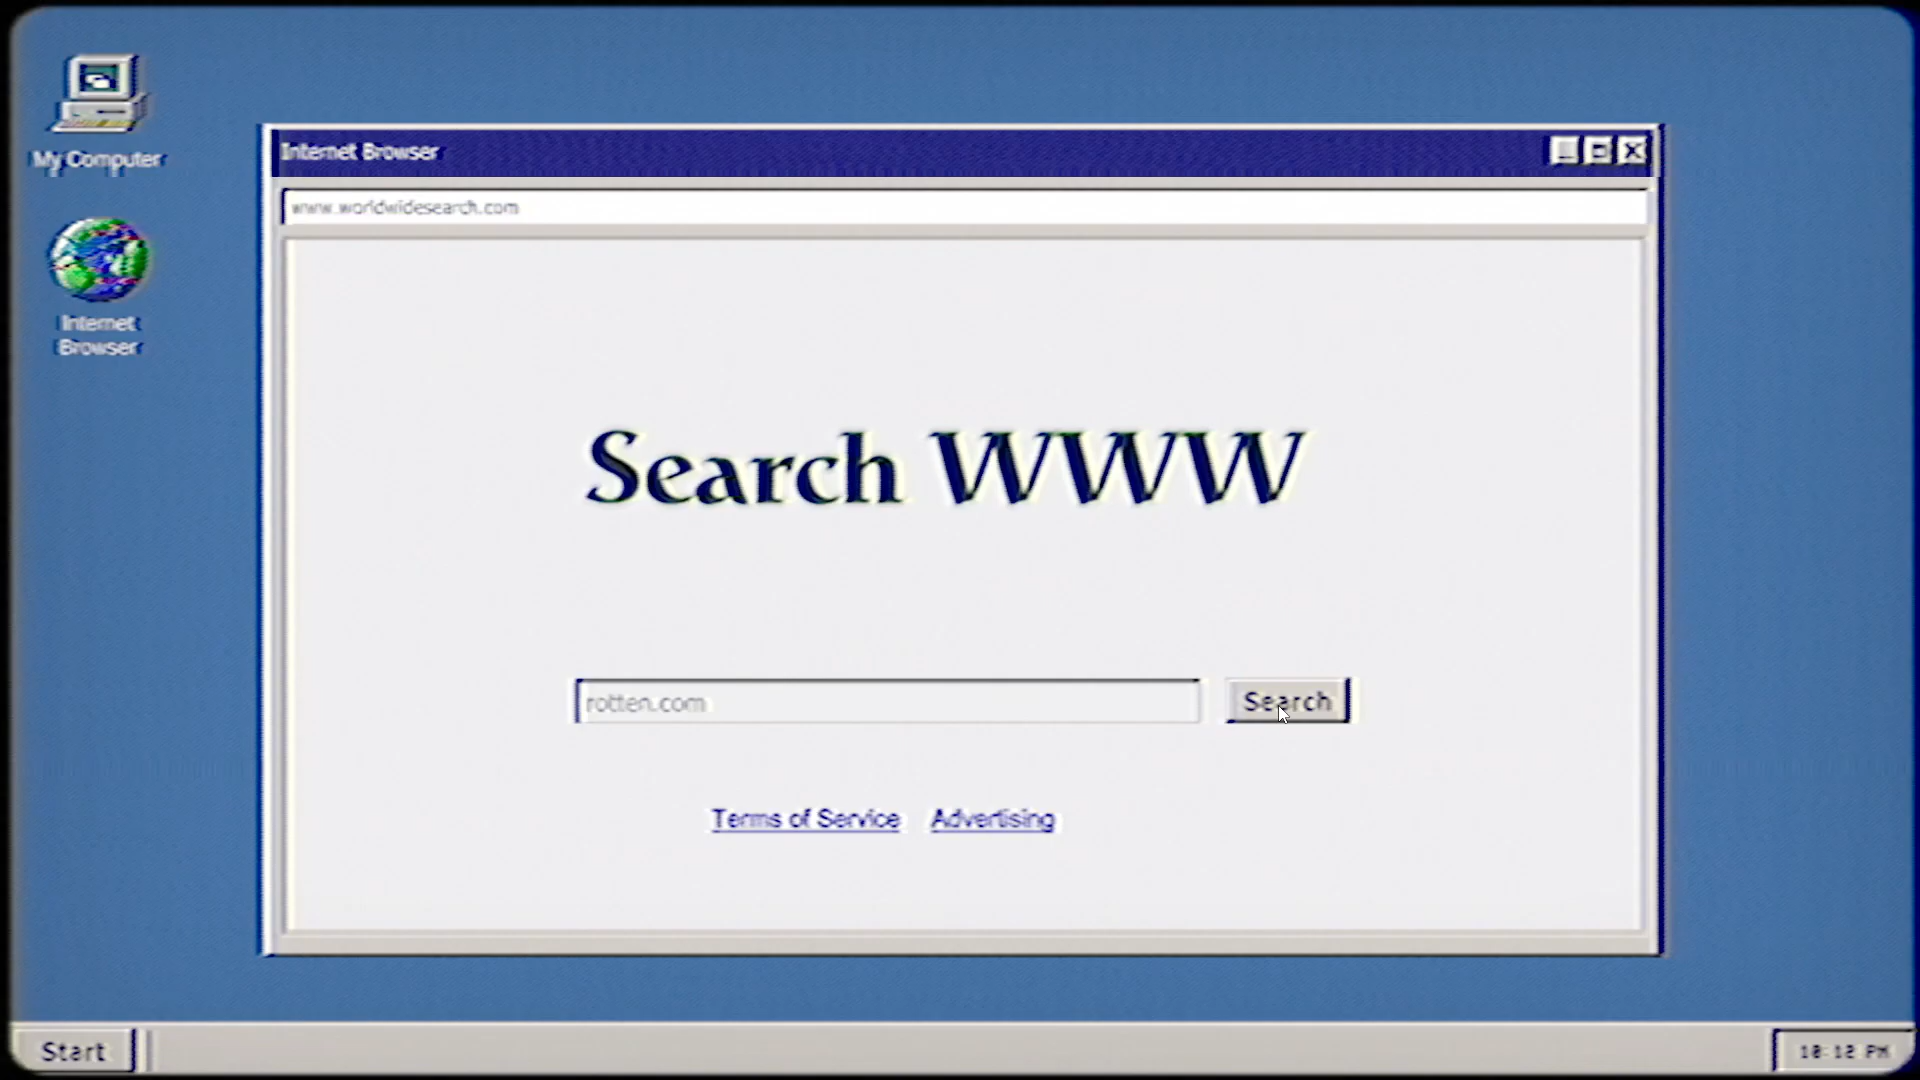 My Computer
Internet
Browser
Internet Browser
www.worldwidesearch.com
Search WWW
rotten.com
Search
Terms of Service Advertising
Start
10:12 PM